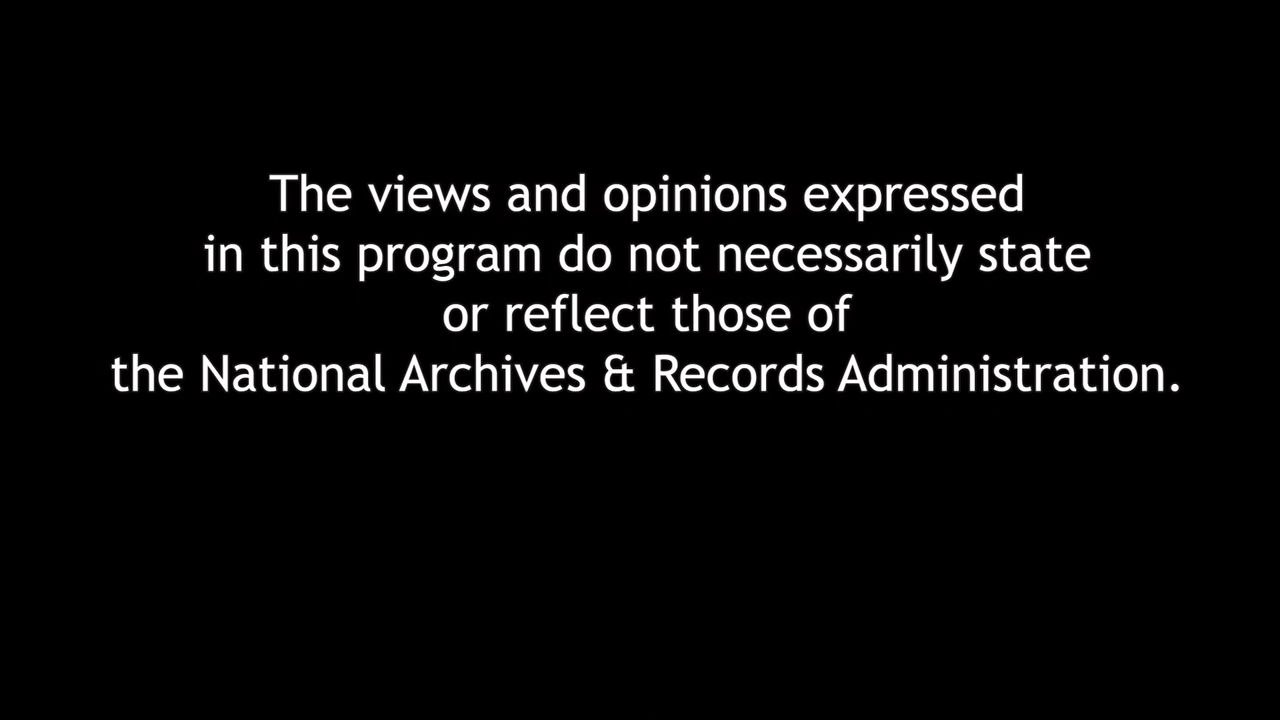 The views and opinions expressed
in this program do not necessarily state
or reflect those of
the National Archives & Records Administration.